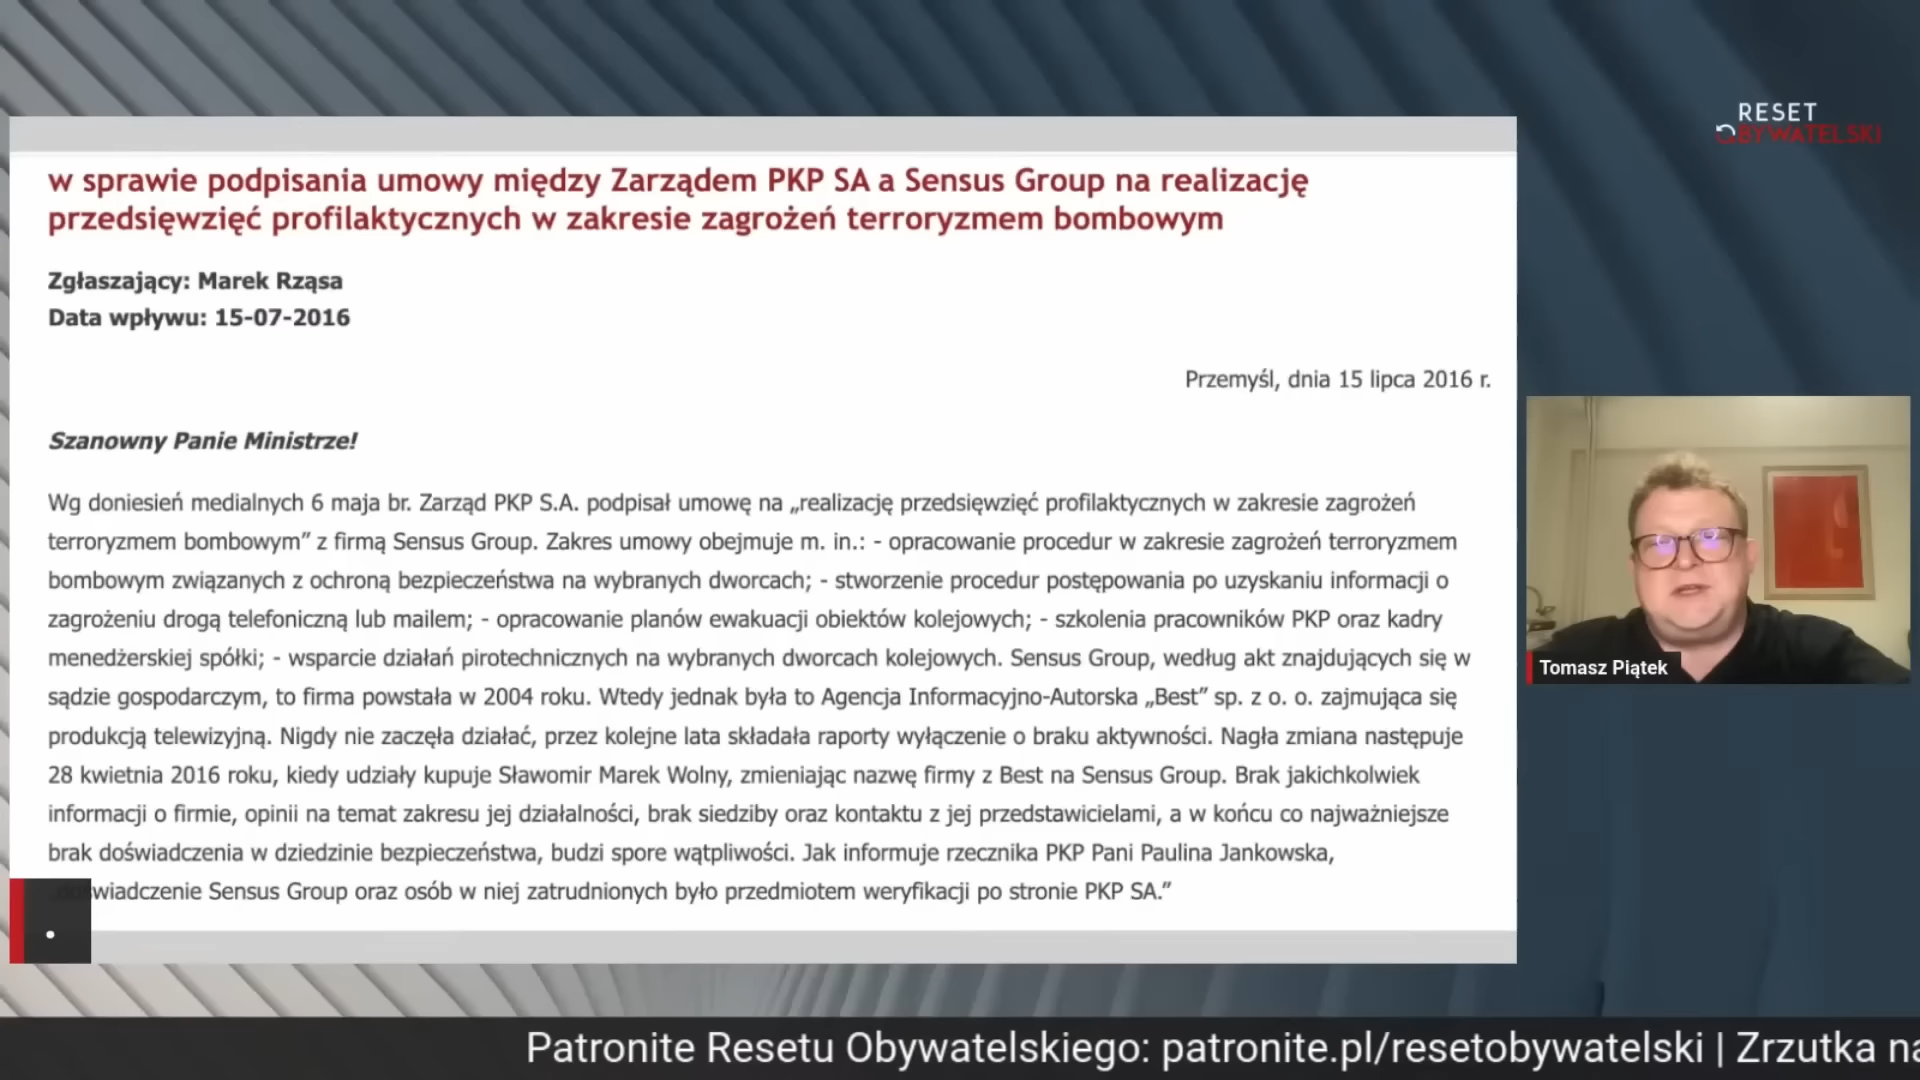 RESET
OBYWATELSKI
w sprawie podpisania umowy między Zarządem PKP SA a Sensus Group na realizację
przedsięwzięć profilaktycznych w zakresie zagrożeń terroryzmem bombowym
Zgłaszający: Marek Rząsa
Data wpływu: 15-07-2016
Przemyśl, dnia 15 lipca 2016 r.
Szanowny Panie Ministrze!
Wg doniesień medialnych 6 maja br. Zarząd PKP S.A. podpisał umowę na „realizację przedsięwzięć profilaktycznych w zakresie zagrożeń
terroryzmem bombowym” z firmą Sensus Group. Zakres umowy obejmuje m. in.: - opracowanie procedur w zakresie zagrożeń terroryzmem
bombowym związanych z ochroną bezpieczeństwa na wybranych dworcach; - stworzenie procedur postępowania po uzyskaniu informacji o
zagrożeniu drogą telefoniczną lub mailem; - opracowanie planów ewakuacji obiektów kolejowych; - szkolenia pracowników PKP oraz kadry
menedżerskiej spółki; - wsparcie działań pirotechnicznych na wybranych dworcach kolejowych. Sensus Group, według akt znajdujących się w
sądzie gospodarczym, to firma powstała w 2004 roku. Wtedy jednak była to Agencja Informacyjno-Autorska „Best” sp. z o. o. zajmująca się
produkcją telewizyjną. Nigdy nie zaczęła działać, przez kolejne lata składała raporty wyłączenie o braku aktywności. Nagła zmiana następuje
28 kwietnia 2016 roku, kiedy udziały kupuje Sławomir Marek Wolny, zmieniając nazwę firmy z Best na Sensus Group. Brak jakichkolwiek
informacji o firmie, opinii na temat zakresu jej działalności, brak siedziby oraz kontaktu z jej przedstawicielami, a w końcu co najważniejsze
brak doświadczenia w dziedzinie bezpieczeństwa, budzi spore wątpliwości. Jak informuje rzecznika PKP Pani Paulina Jankowska,
„doświadczenie Sensus Group oraz osób w niej zatrudnionych było przedmiotem weryfikacji po stronie PKP SA.”
.
Tomasz Piątek
Patronite Resetu Obywatelskiego: patronite.pl/resetobywatelski | Zrzutka na